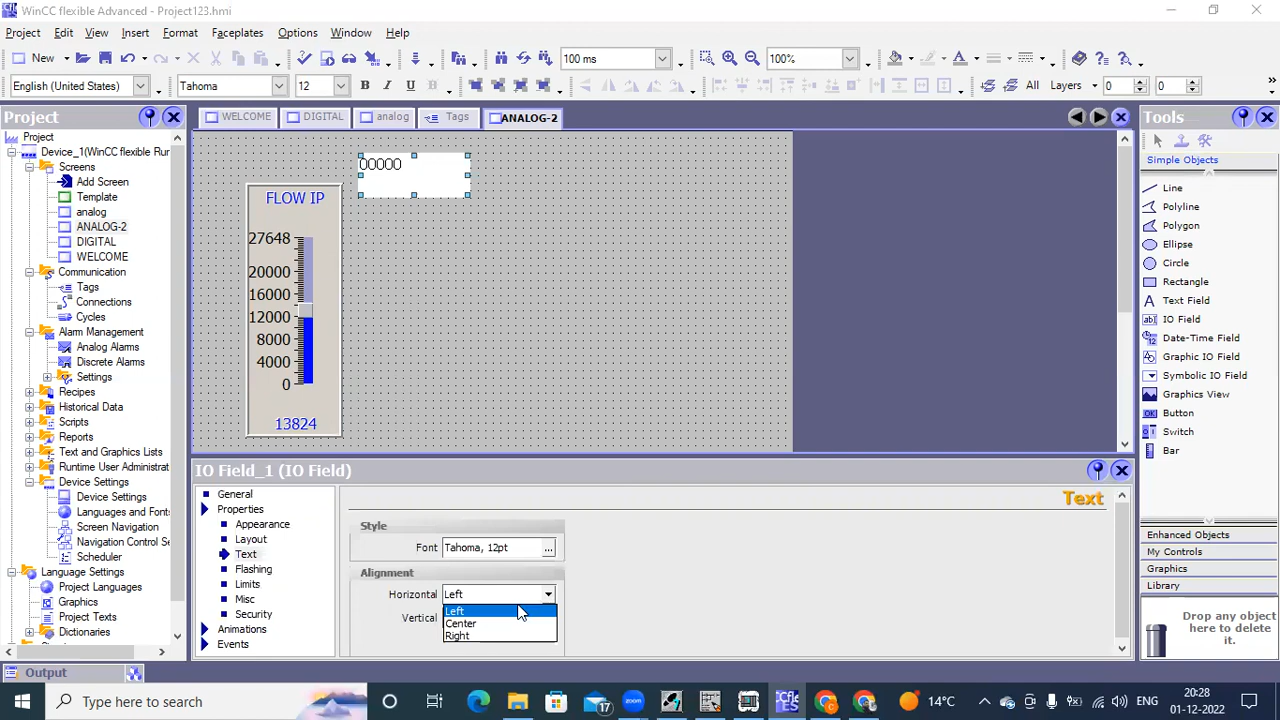 WinCC flexible Advanced - Project123.hmi
Project Edit View Insert Format Faceplates Options Window Help
New 100 ms 100%
English (United States) Tahoma 12 B I U All Layers 0 0
Project
Project
Device_1(WinCC flexible Run
Screens
Add Screen
Template
analog
ANALOG-2
DIGITAL
WELCOME
Communication
Tags
Connections
Cycles
Alarm Management
Analog Alarms
Discrete Alarms
Settings
Recipes
Historical Data
Scripts
Reports
Text and Graphics Lists
Runtime User Administrat
Device Settings
Device Settings
Languages and Fonts
Screen Navigation
Navigation Control Se
Scheduler
Language Settings
Project Languages
Graphics
Project Texts
Dictionaries
Output
WELCOME DIGITAL analog Tags ANALOG-2
00000
FLOW IP
27648
20000
16000
12000
8000
4000
0
13824
IO Field_1 (IO Field)
General
Properties
Appearance
Layout
Text
Flashing
Limits
Misc
Security
Animations
Events
Text
Style
Font Tahoma, 12pt ...
Alignment
Horizontal Left
Vertical
Left
Center
Right
Tools
Simple Objects
Line
Polyline
Polygon
Ellipse
Circle
Rectangle
Text Field
IO Field
Date-Time Field
Graphic IO Field
Symbolic IO Field
Graphics View
Button
Switch
Bar
Enhanced Objects
My Controls
Graphics
Library
Drop any object
here to delete
it.
Type here to search
zoom
17
14°C
ENG
20:28
01-12-2022